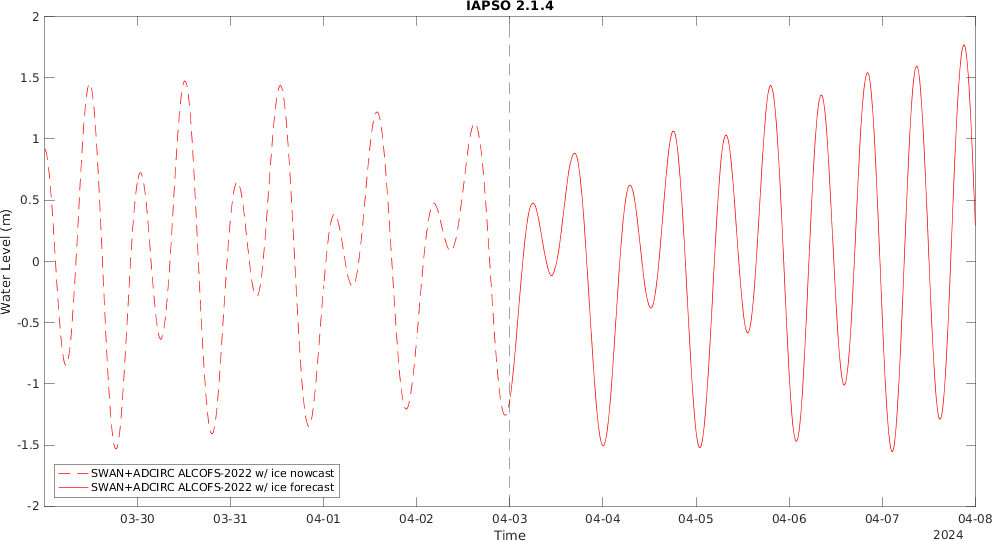 IAPSO 2.1.4
2
1.5
1
0.5
0
-0.5
-1
-1.5
-2
Water Level (m)
SWAN+ADCIRC ALCOFS-2022 w/ ice nowcast
SWAN+ADCIRC ALCOFS-2022 w/ ice forecast
03-30 03-31 04-01 04-02 04-03 04-04 04-05 04-06 04-07 04-08
Time
2024